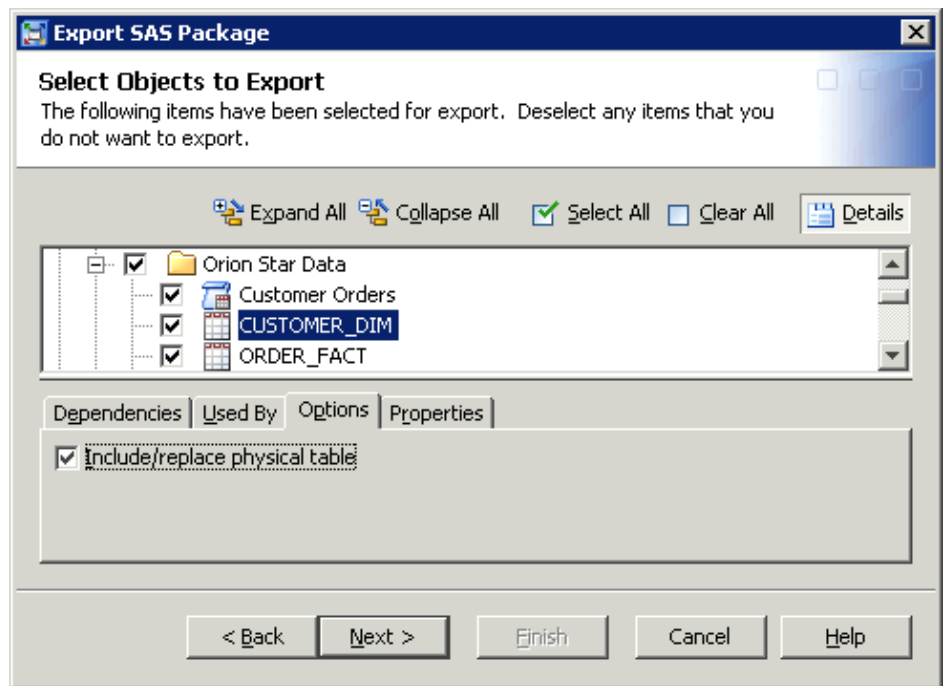 Export SAS Package
Select Objects to Export
The following items have been selected for export. Deselect any items that you
do not want to export.
Expand All Collapse All Select All Clear All Details
Orion Star Data
Customer Orders
CUSTOMER_DIM
ORDER_FACT
Dependencies Used By Options Properties
Include/replace physical table
< Back Next > Finish Cancel Help